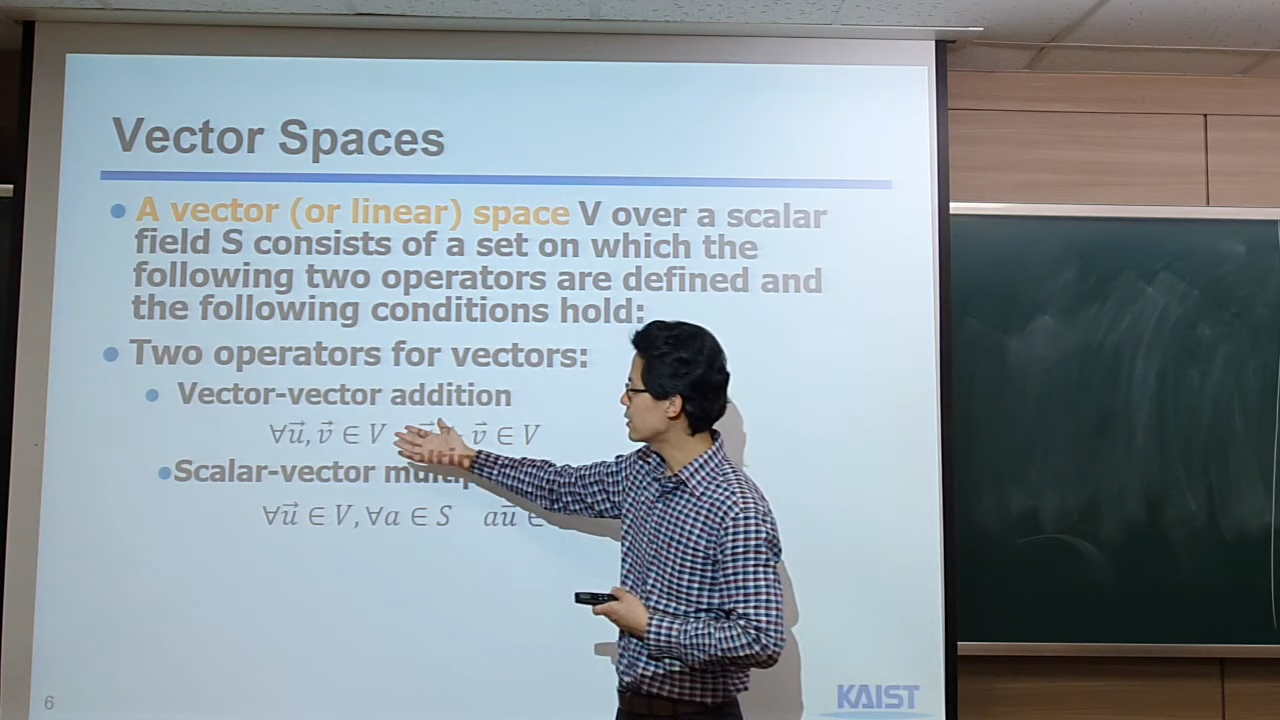 Vector Spaces
• A vector (or linear) space V over a scalar
field S consists of a set on which the
following two operators are defined and
the following conditions hold:
• Two operators for vectors:
• Vector-vector addition
∀u⃗, v⃗ ∈ V v⃗ ∈ V
• Scalar-vector
∀u⃗ ∈ V, ∀a ∈ S au⃗ ∈
6
KAIST